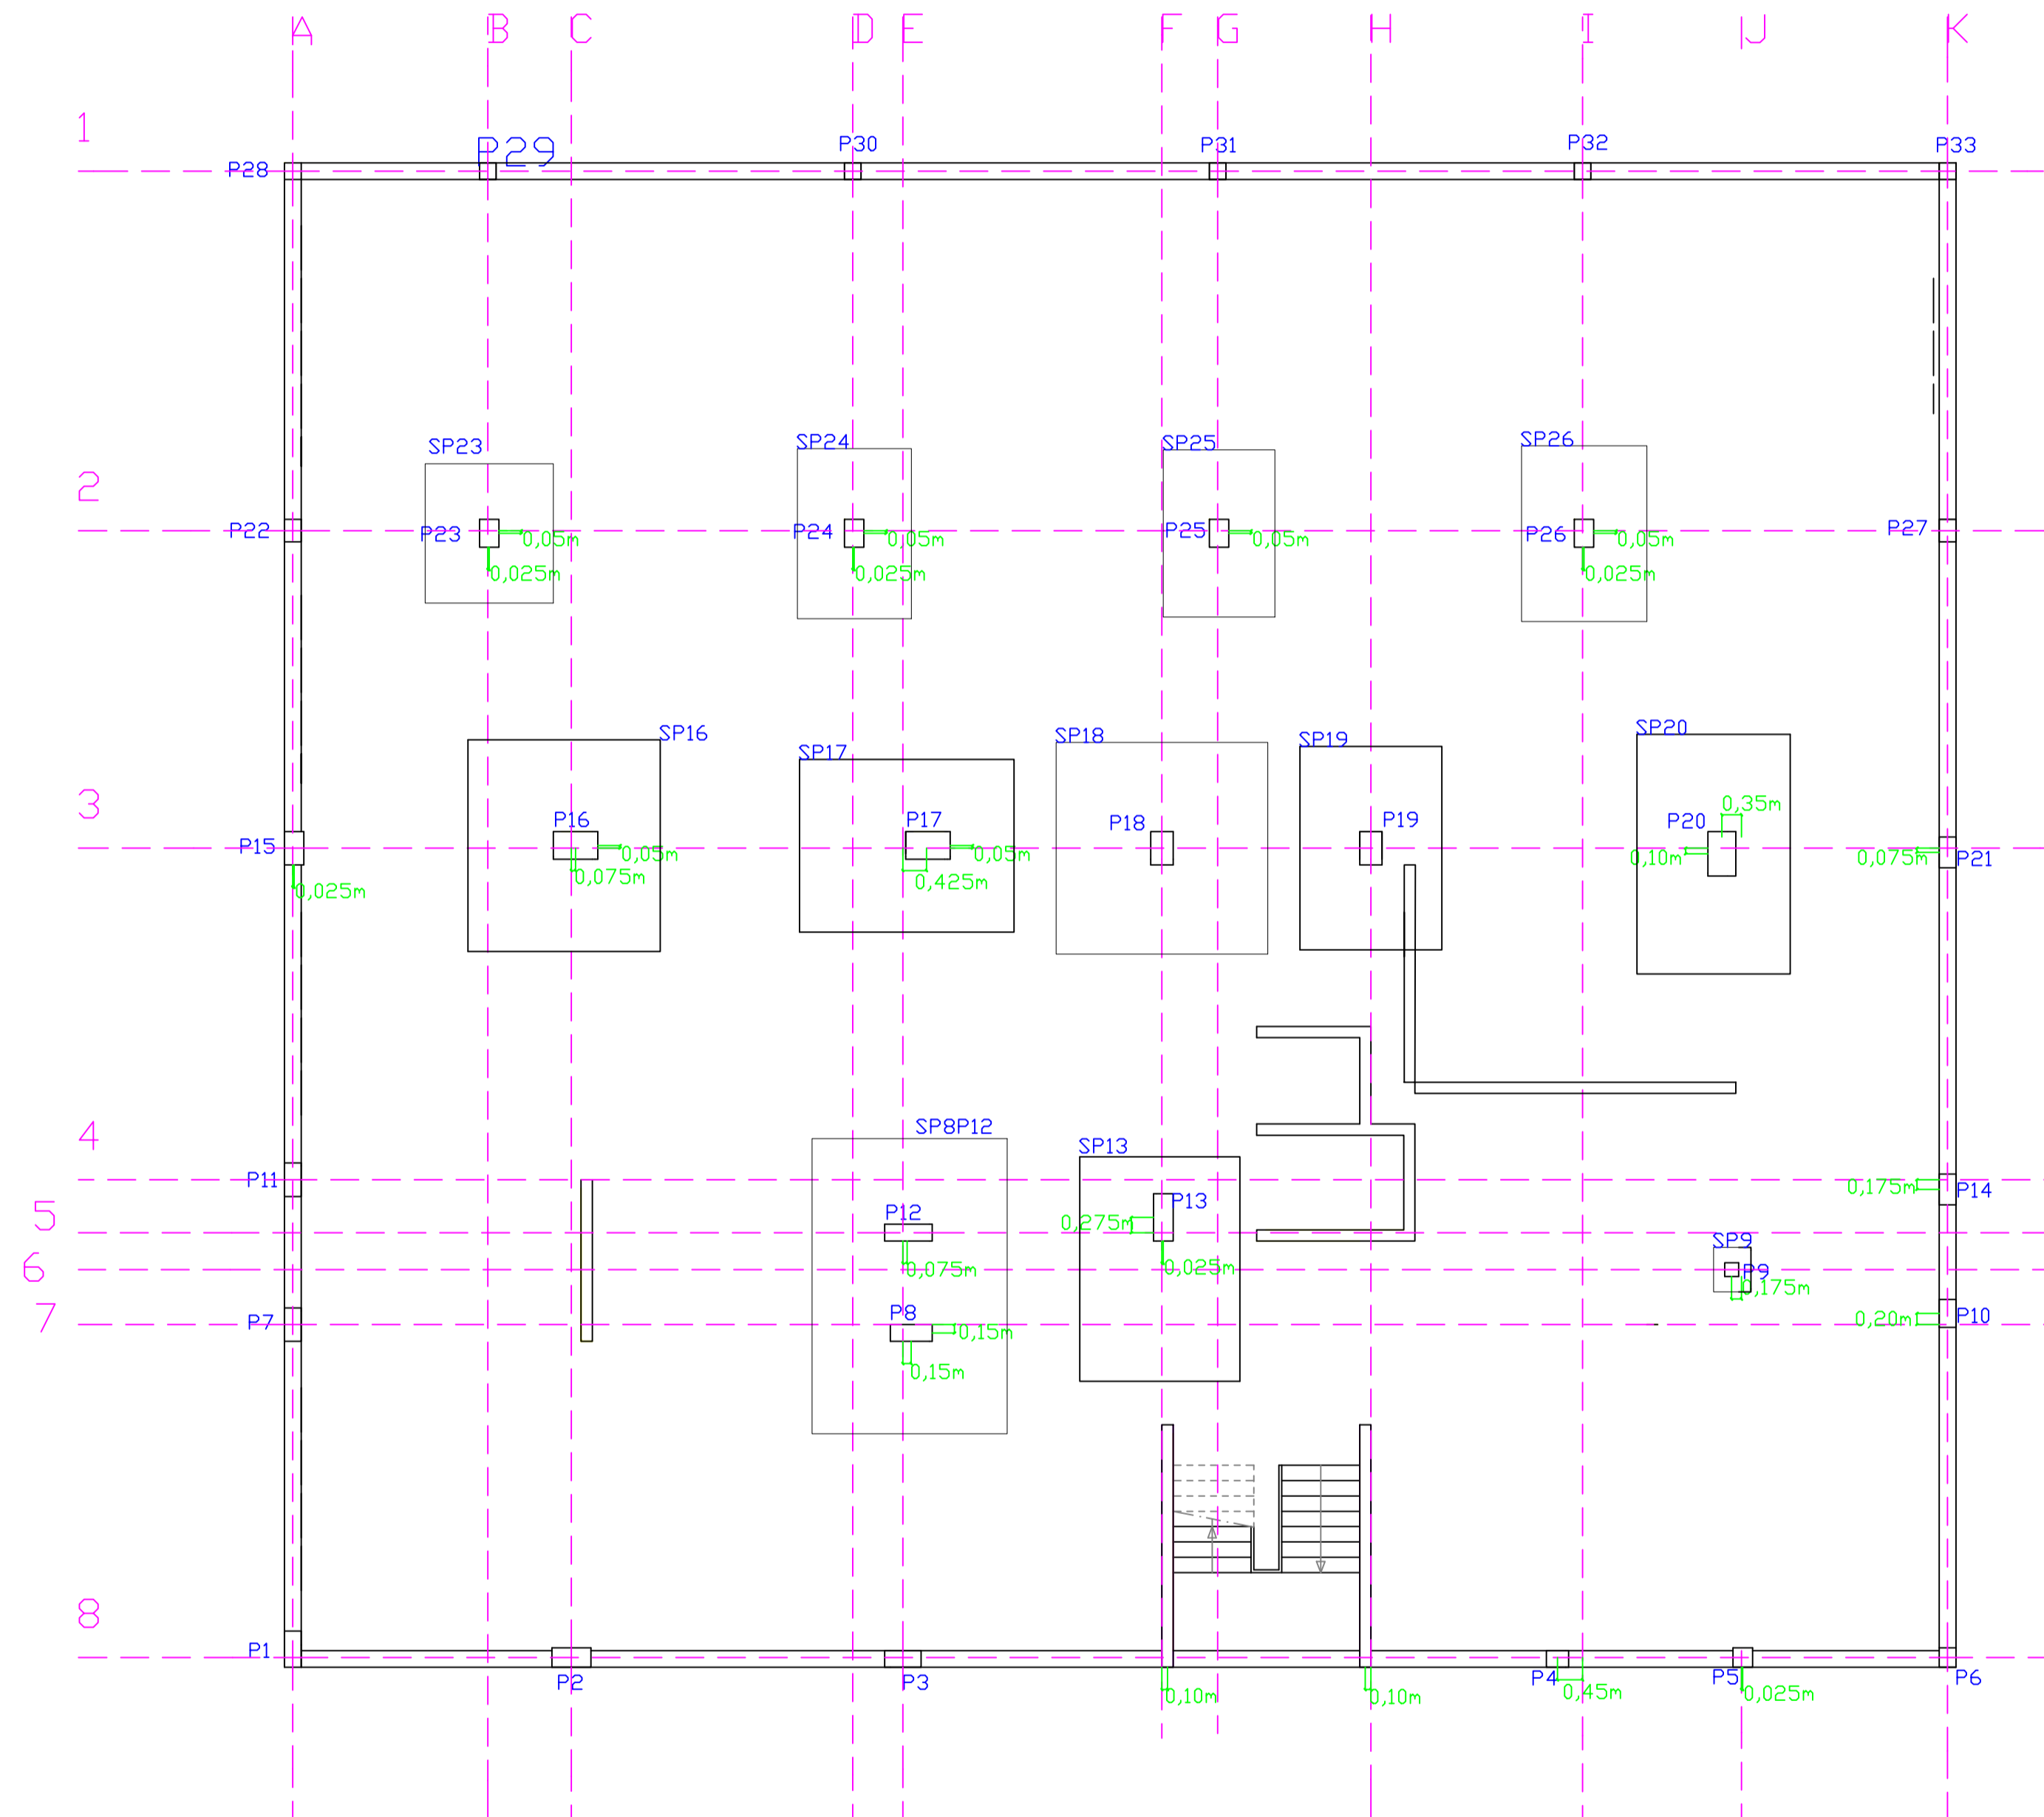 A B C D E F G H I J K
1
P29 P30 P31 P32 P33
P28
SP23 SP24 SP25 SP26
2
P22 P23 0,05m P24 0,05m P25 0,05m P26 0,05m P27
0,025m 0,025m 0,025m
SP16 SP17 SP18 SP19 SP20
3
0,35m
P16 P17 P18 P19 P20
P15 0,05m 0,05m 0,10m 0,075m P21
0,025m 0,075m 0,425m
4
SP8P12 SP13
P11 0,175m P14
5
P12 0,275m P13
SP9
6
0,075m 0,025m P9
0,175m
7
P7 P8 0,20m P10
0,15m
0,15m
8
P1
P2 P3 P4 P5 P6
0,10m 0,10m 0,45m 0,025m